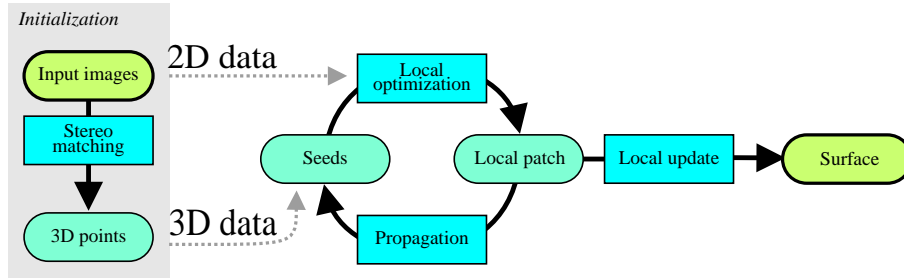 Initialization
Input images
Stereo
matching
3D points
2D data
3D data
Local
optimization
Seeds
Local patch
Propagation
Local update
Surface